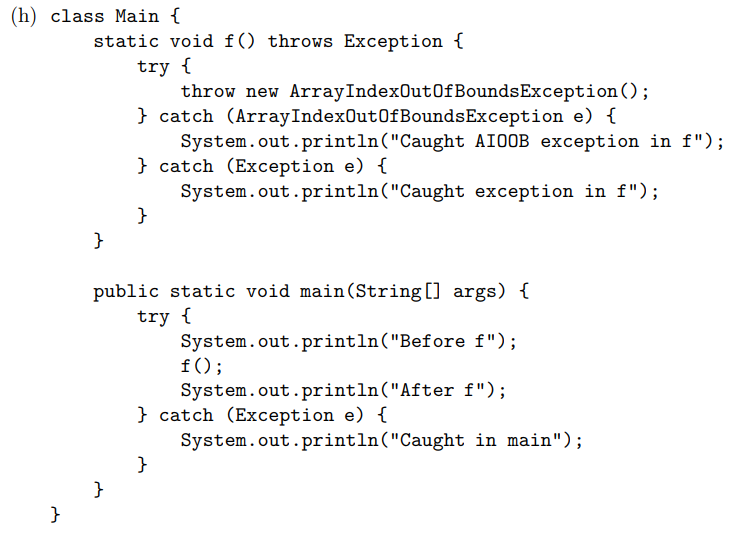 (h) class Main {
static void f() throws Exception {
try {
throw new ArrayIndexOutOfBoundsException();
} catch (ArrayIndexOutOfBoundsException e) {
System.out.println("Caught AIOOB exception in f");
} catch (Exception e) {
System.out.println("Caught exception in f");
}
}
public static void main(String[] args) {
try {
System.out.println("Before f");
f();
System.out.println("After f");
} catch (Exception e) {
System.out.println("Caught in main");
}
}
}